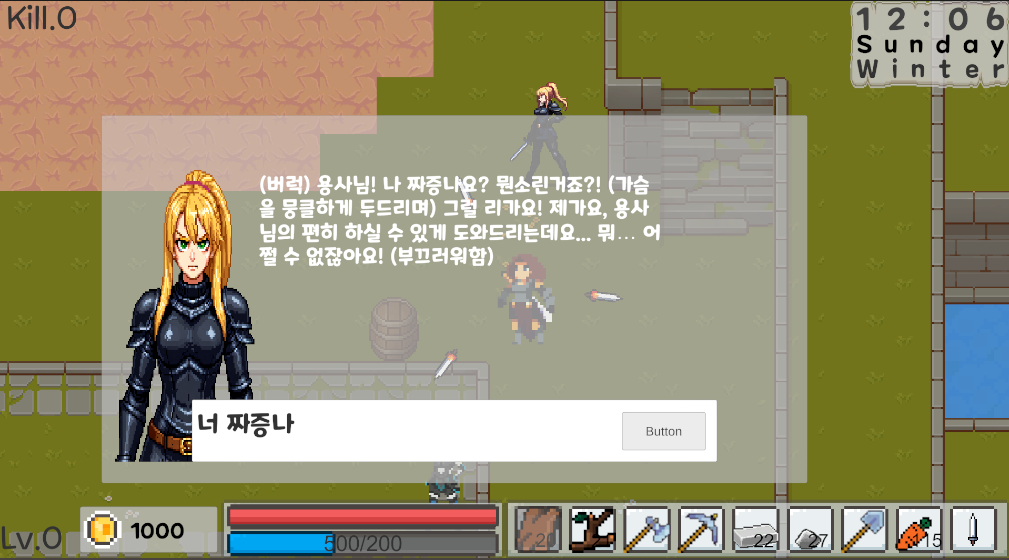 Kill.0
12:06
Sunday
Winter
(버럭) 용사님! 나 짜증나요? 뭔소린거죠?! (가슴
을 뭉클하게 두드리며) 그럴 리가요! 제가요, 용사
님의 편히 하실 수 있게 도와드리는데요... 뭐… 어
쩔 수 없잖아요! (부끄러워함)
너 짜증나
Button
Lv.0
1000
500/200
20
22
27
115